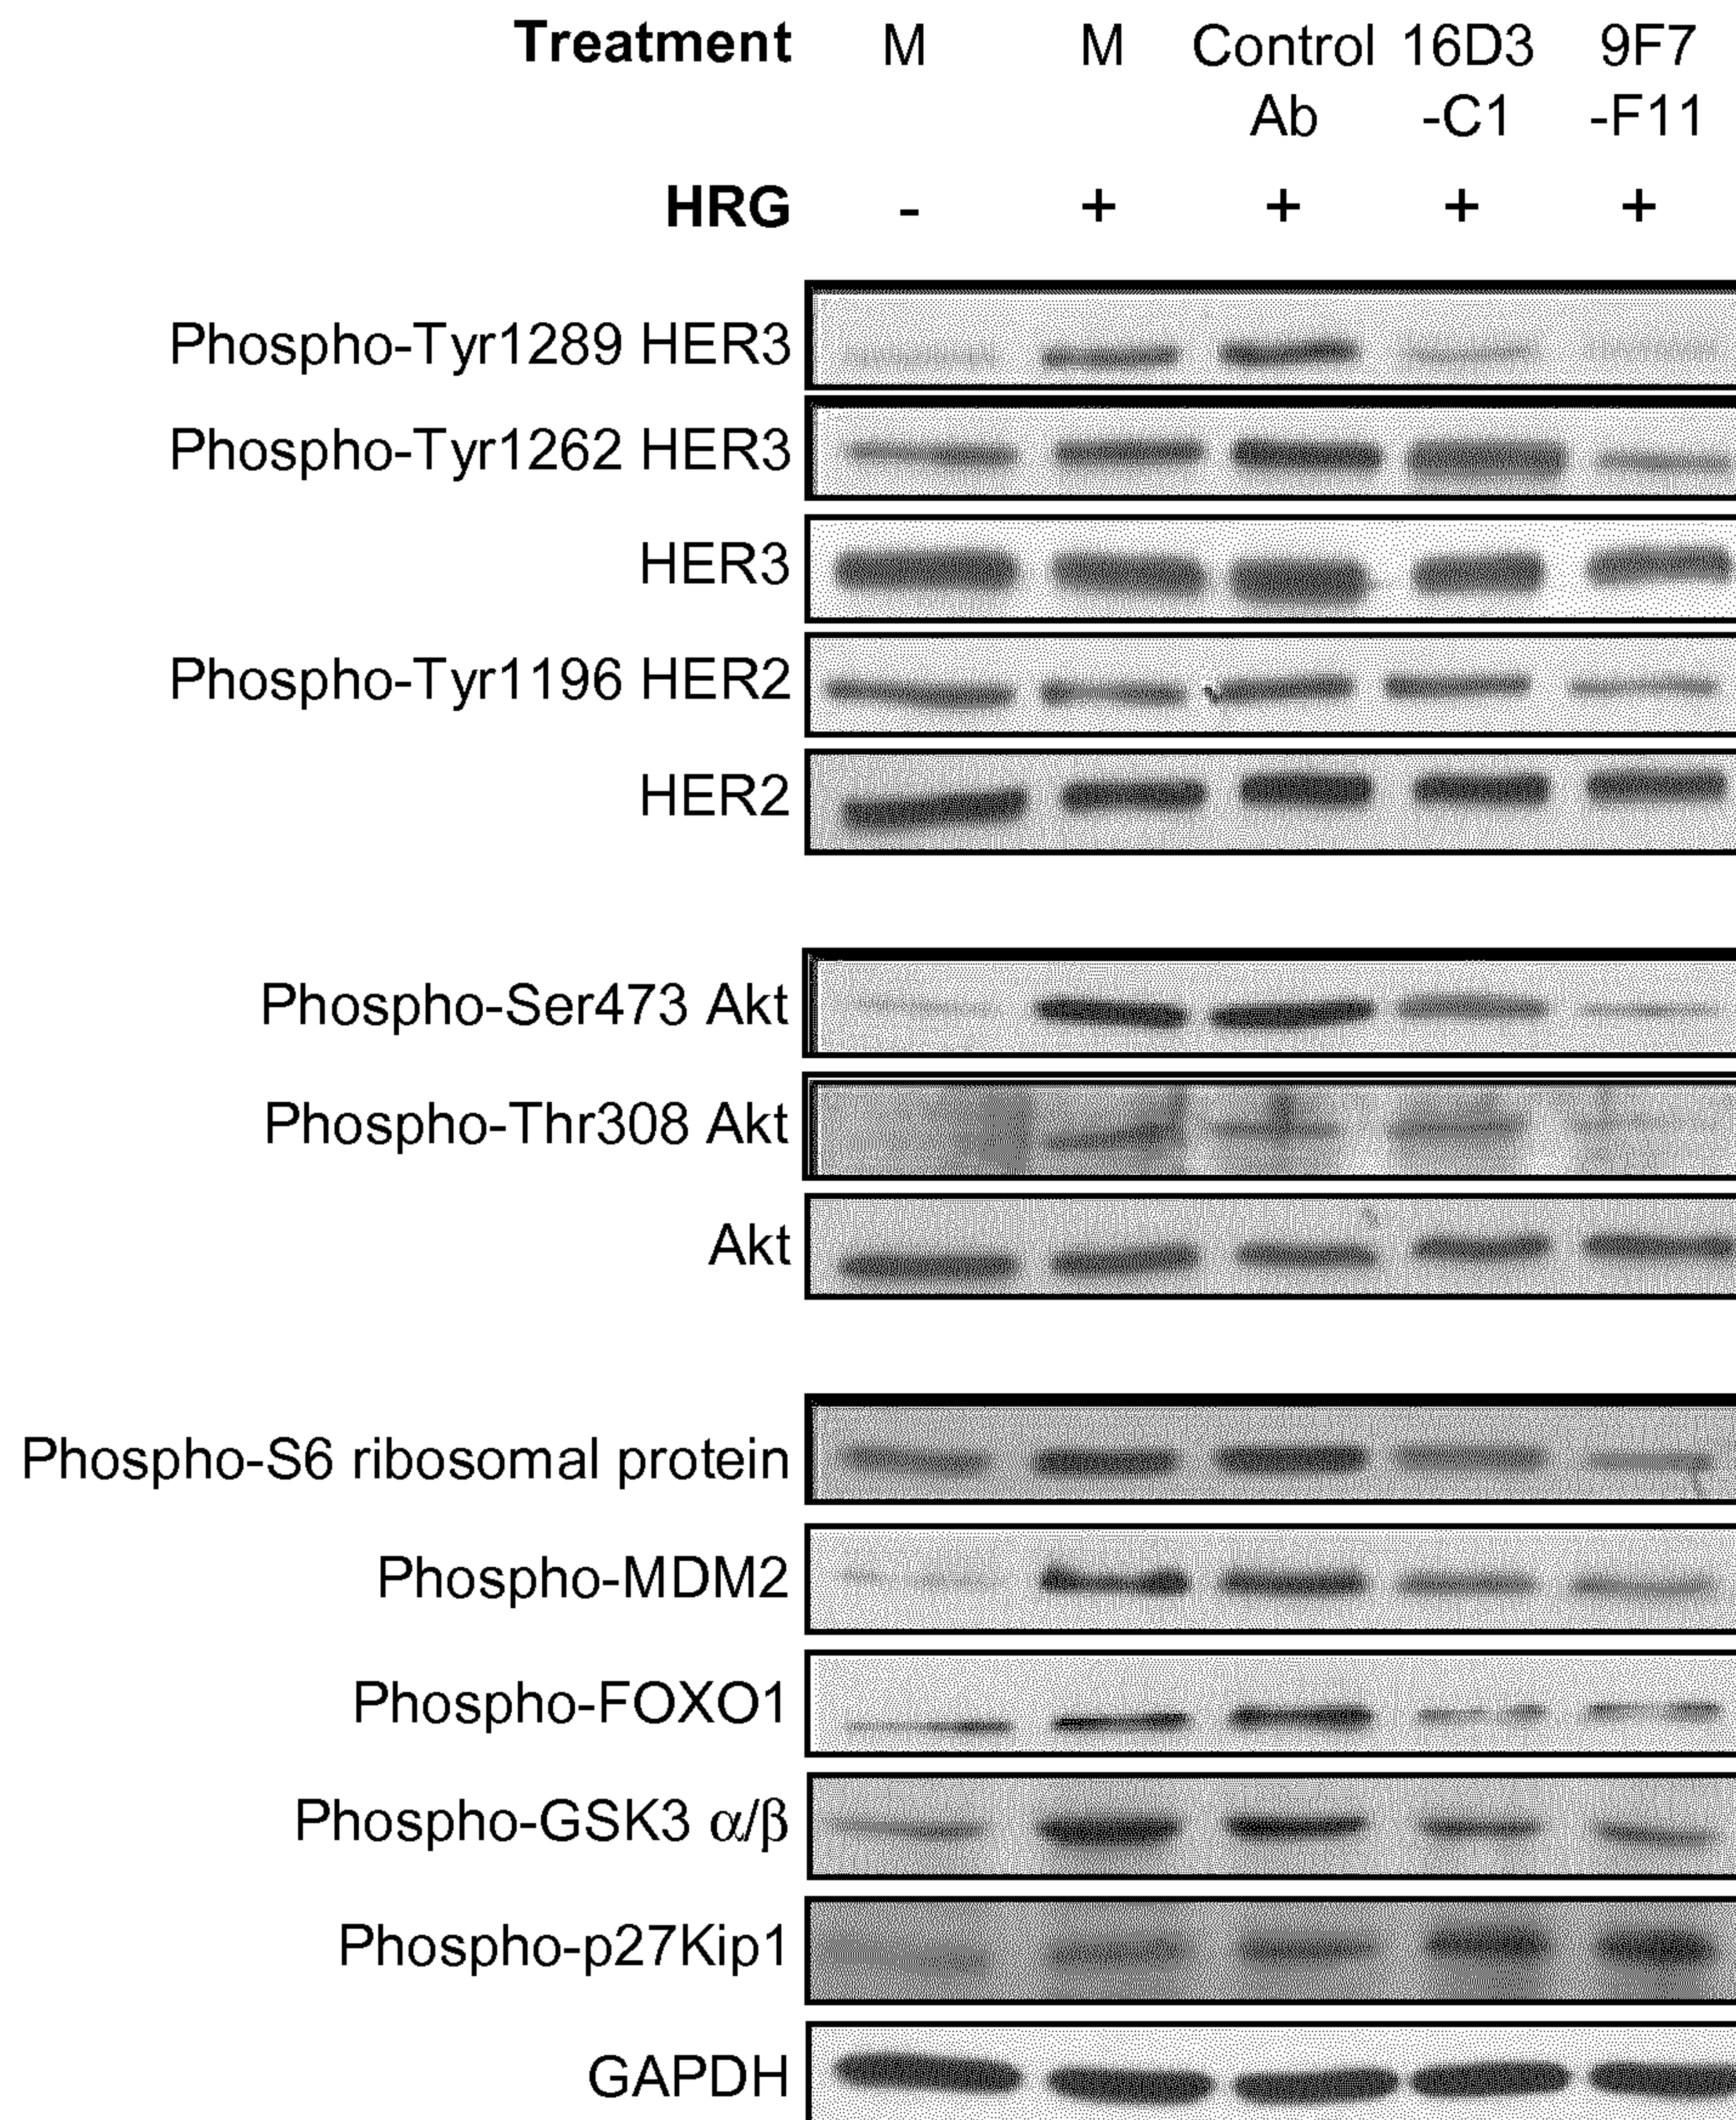 Treatment M M Control 16D3 9F7
Ab -C1 -F11
HRG - + + + +
Phospho-Tyr1289 HER3
Phospho-Tyr1262 HER3
HER3
Phospho-Tyr1196 HER2
HER2
Phospho-Ser473 Akt
Phospho-Thr308 Akt
Akt
Phospho-S6 ribosomal protein
Phospho-MDM2
Phospho-FOXO1
Phospho-GSK3 α/β
Phospho-p27Kip1
GAPDH